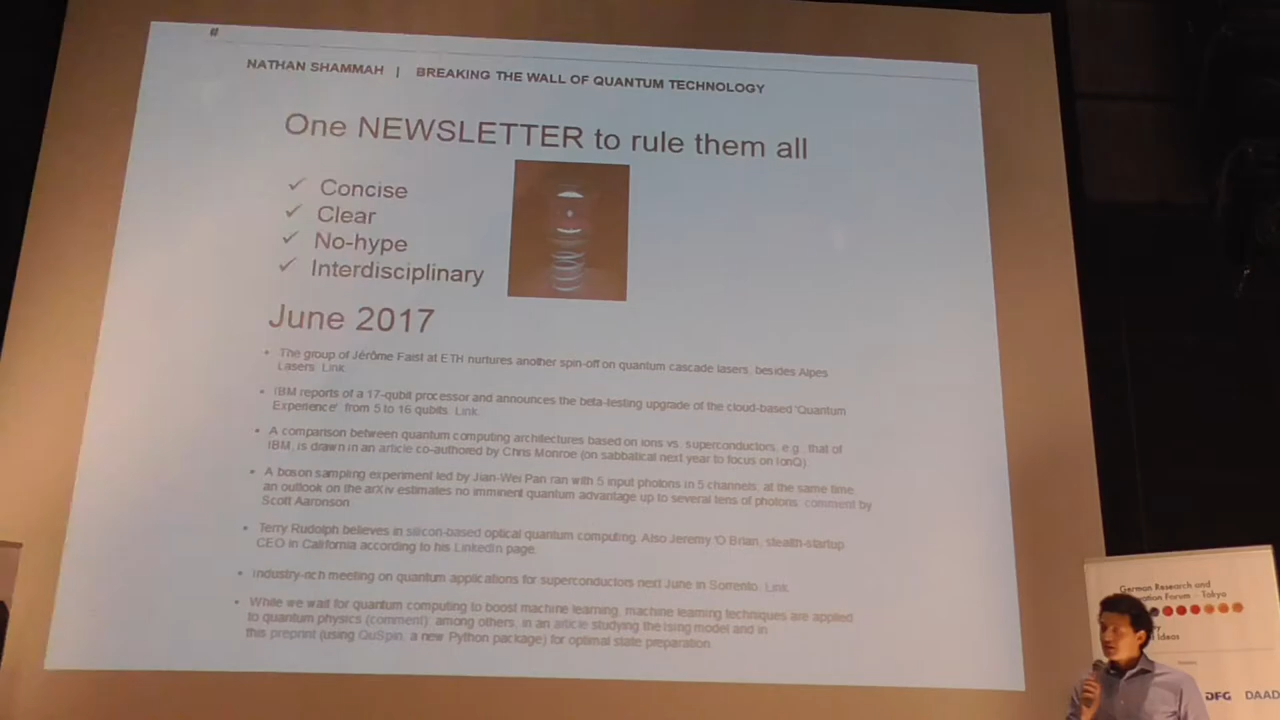 #
NATHAN SHAMMAH | BREAKING THE WALL OF QUANTUM TECHNOLOGY
One NEWSLETTER to rule them all
✓ Concise
✓ Clear
✓ No-hype
✓ Interdisciplinary
June 2017
• The group of Jérôme Faist at ETH nurtures another spin-off on quantum cascade lasers, besides Alpes
Lasers. Link.
• IBM reports of a 17-qubit processor and announces the beta-testing upgrade of the cloud-based 'Quantum
Experience' from 5 to 16 qubits. Link.
• A comparison between quantum computing architectures based on ions vs. superconductors, e.g., that of
IBM, is drawn in an article co-authored by Chris Monroe (on sabbatical next year to focus on IonQ).
• A boson sampling experiment led by Jian-Wei Pan ran with 5 input photons in 5 channels, at the same time
an outlook on the arXiv estimates no imminent quantum advantage up to several tens of photons; comment by
Scott Aaronson
• Terry Rudolph believes in silicon-based optical quantum computing. Also Jeremy 'O Brian, stealth-startup
CEO in California according to his LinkedIn page.
• Industry-rich meeting on quantum applications for superconductors next June in Sorrento. Link.
• While we wait for quantum computing to boost machine learning, machine learning techniques are applied
to quantum physics (comment): among others, in an article studying the Ising model and in
this preprint (using QuSpin, a new Python package) for optimal state preparation.
German Research and
Forum – Tokyo
Ideas
DFG DAAD